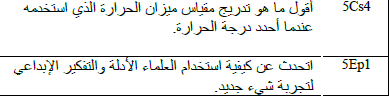 5Cs4
أقول ما هو تدريج مقياس ميزان الحرارة الذي استخدمه
عندما أحدد درجة الحرارة.
5Ep1
اتحدث عن كيفية استخدام العلماء الأدلة والتفكير الإبداعي
لتجربة شيء جديد.